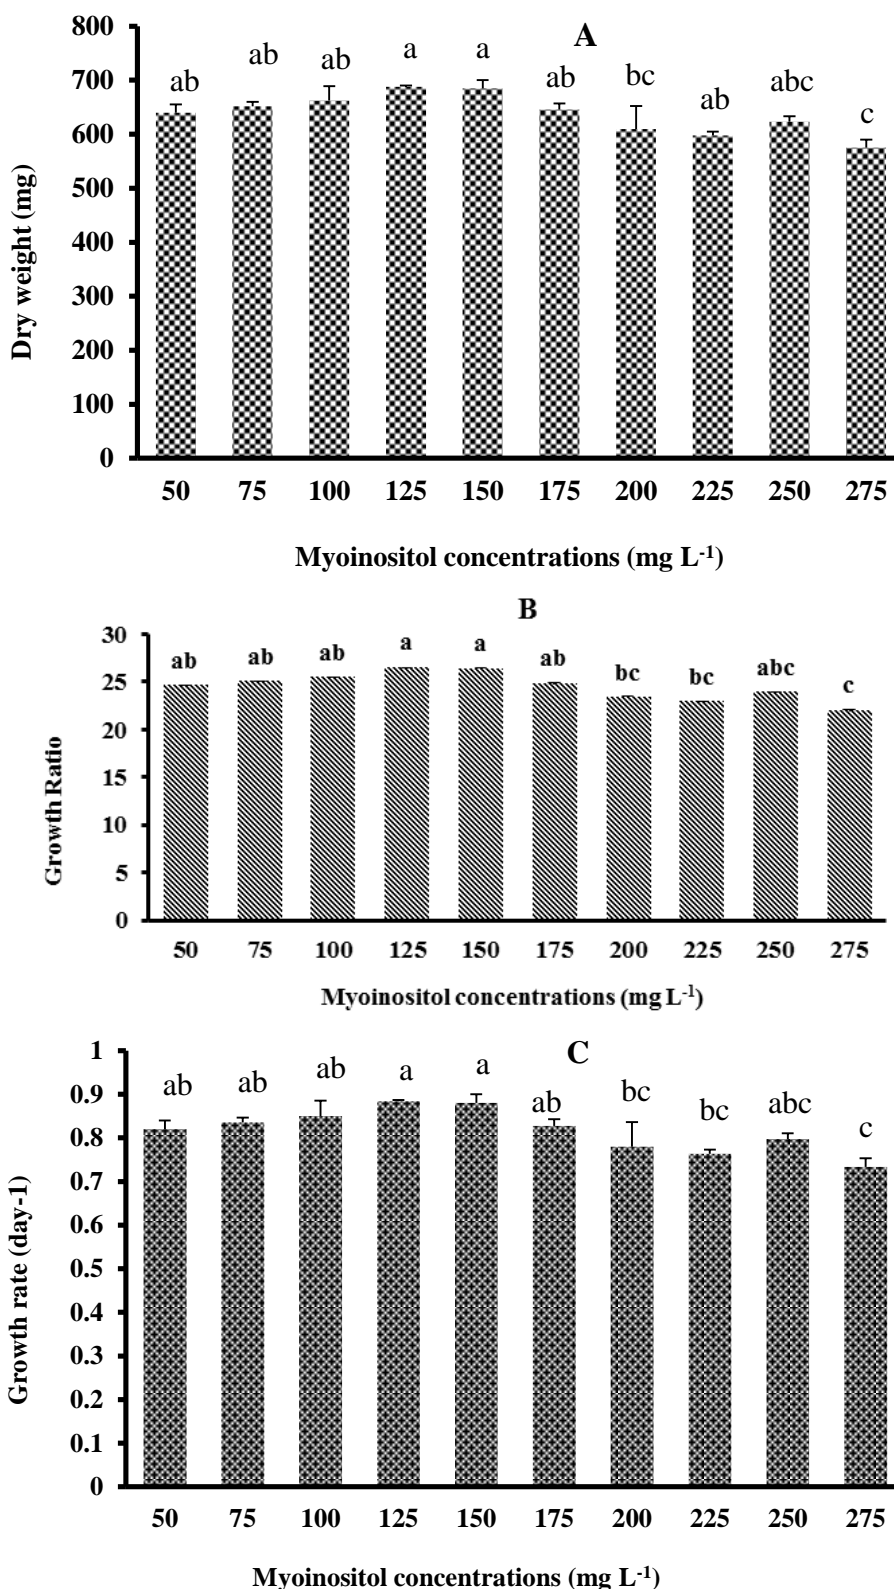 A
800
700
600
500
400
300
200
100
0
Dry weight (mg)
ab ab ab a a ab bc ab abc c
50 75 100 125 150 175 200 225 250 275
Myoinositol concentrations (mg L-1)
B
30
25
20
15
10
5
0
Growth Ratio
ab ab ab a a ab bc bc abc c
50 75 100 125 150 175 200 225 250 275
Myoinositol concentrations (mg L-1)
C
1
0.9
0.8
0.7
0.6
0.5
0.4
0.3
0.2
0.1
0
Growth rate (day-1)
ab ab ab a a ab bc bc abc c
50 75 100 125 150 175 200 225 250 275
Myoinositol concentrations (mg L-1)